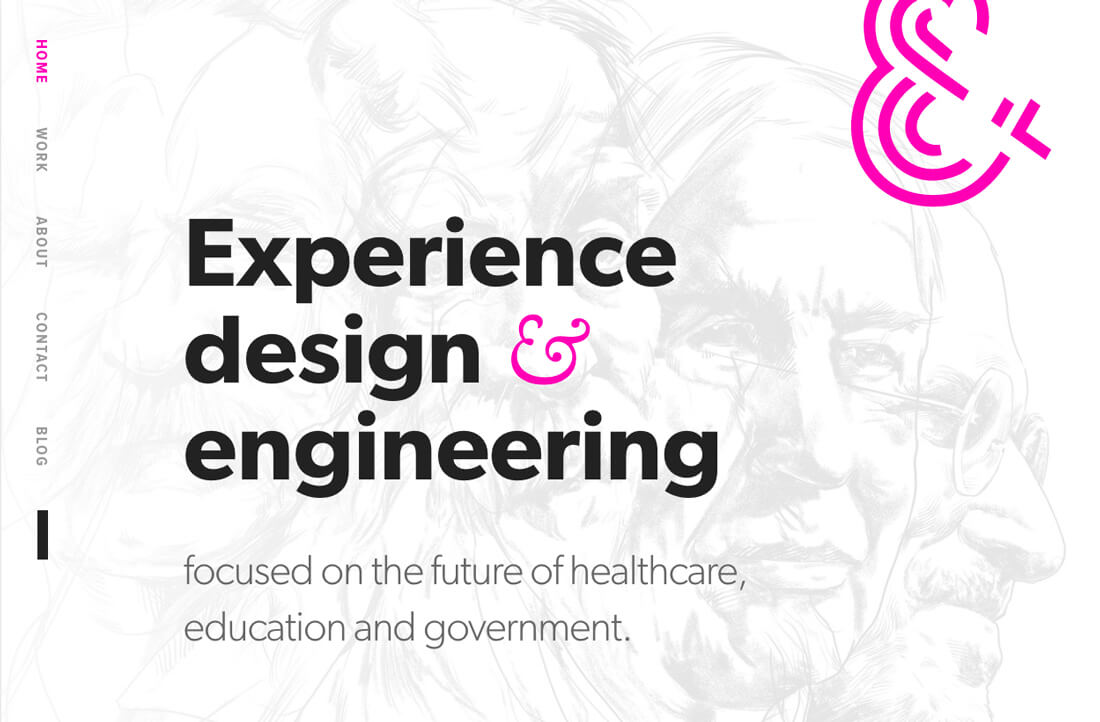 HOME
WORK
ABOUT
CONTACT
BLOG
&
Experience
design &
engineering
focused on the future of healthcare,
education and government.